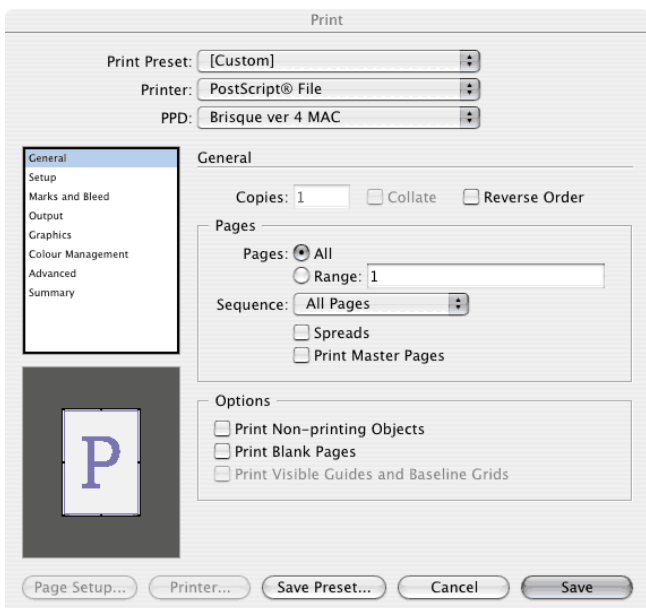 Print
Print Preset: [Custom]
Printer: PostScript® File
PPD: Brisque ver 4 MAC
General
Setup
Marks and Bleed
Output
Graphics
Colour Management
Advanced
Summary
General
Copies: 1 Collate Reverse Order
Pages
Pages: All
Range: 1
Sequence: All Pages
Spreads
Print Master Pages
Options
Print Non-printing Objects
Print Blank Pages
Print Visible Guides and Baseline Grids
P
Page Setup... Printer... Save Preset... Cancel Save